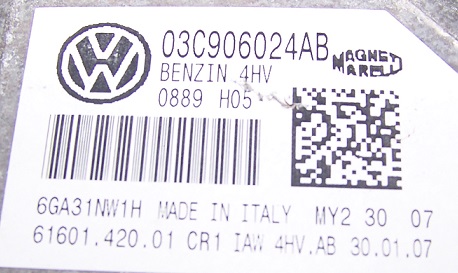 03C906024AB MAGNETI MARELLI
BENZIN 4HV
0889 H05
6GA31NW1H MADE IN ITALY MY2 30 07
61601.420.01 CR1 IAW 4HV.AB 30.01.07